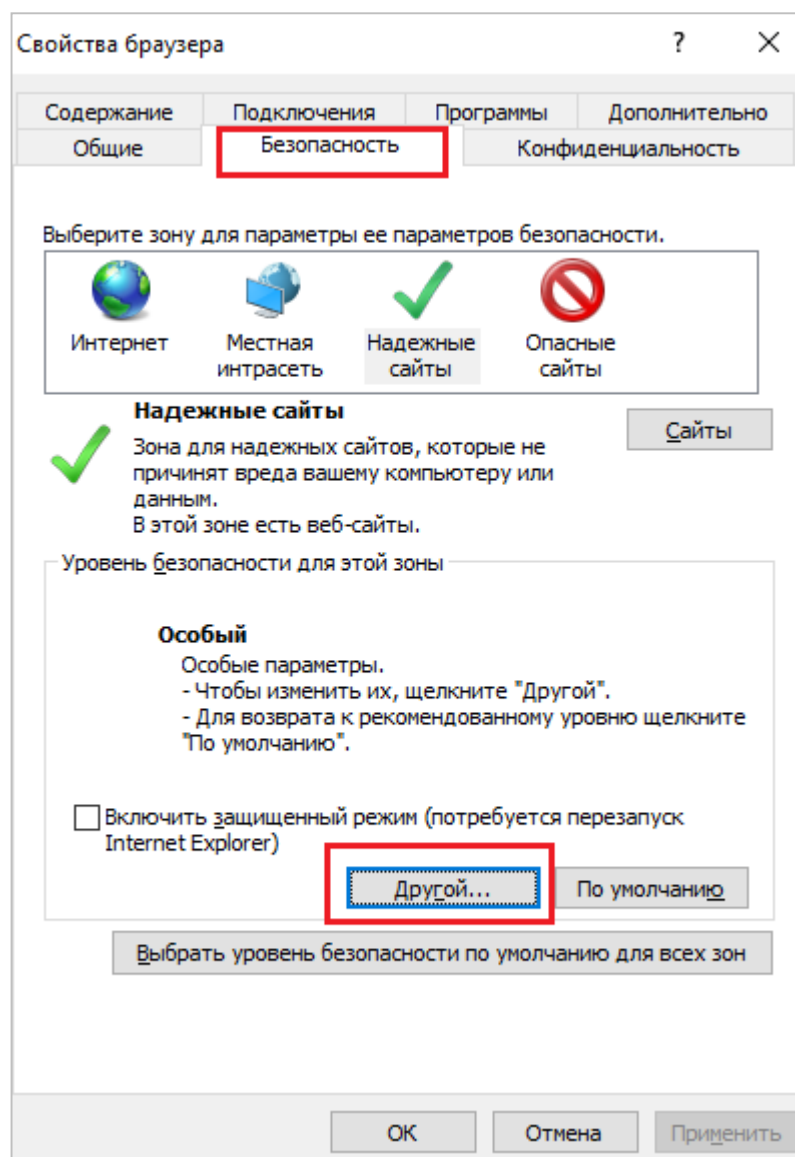 Свойства браузера ? ×
Содержание Подключения Программы Дополнительно
Общие Безопасность Конфиденциальность
Выберите зону для параметры ее параметров безопасности.
Интернет Местная интрасеть Надежные сайты Опасные сайты
Надежные сайты
Сайты
Зона для надежных сайтов, которые не
причинят вреда вашему компьютеру или
данным.
В этой зоне есть веб-сайты.
Уровень безопасности для этой зоны
Особый
Особые параметры.
- Чтобы изменить их, щелкните "Другой".
- Для возврата к рекомендованному уровню щелкните
"По умолчанию".
Включить защищенный режим (потребуется перезапуск
Internet Explorer)
Другой... По умолчанию
Выбрать уровень безопасности по умолчанию для всех зон
ОК Отмена Применить